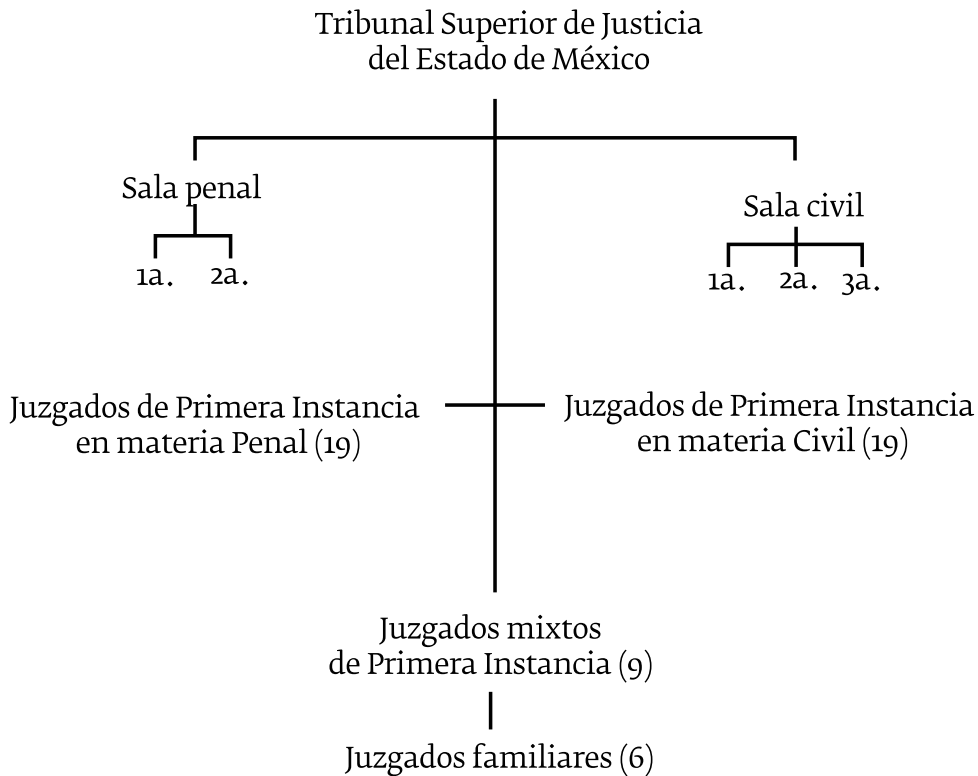 Tribunal Superior de Justicia
del Estado de México
Sala penal
1a. 2a.
Sala civil
1a. 2a. 3a.
Juzgados de Primera Instancia
en materia Penal (19)
Juzgados de Primera Instancia
en materia Civil (19)
Juzgados mixtos
de Primera Instancia (9)
Juzgados familiares (6)